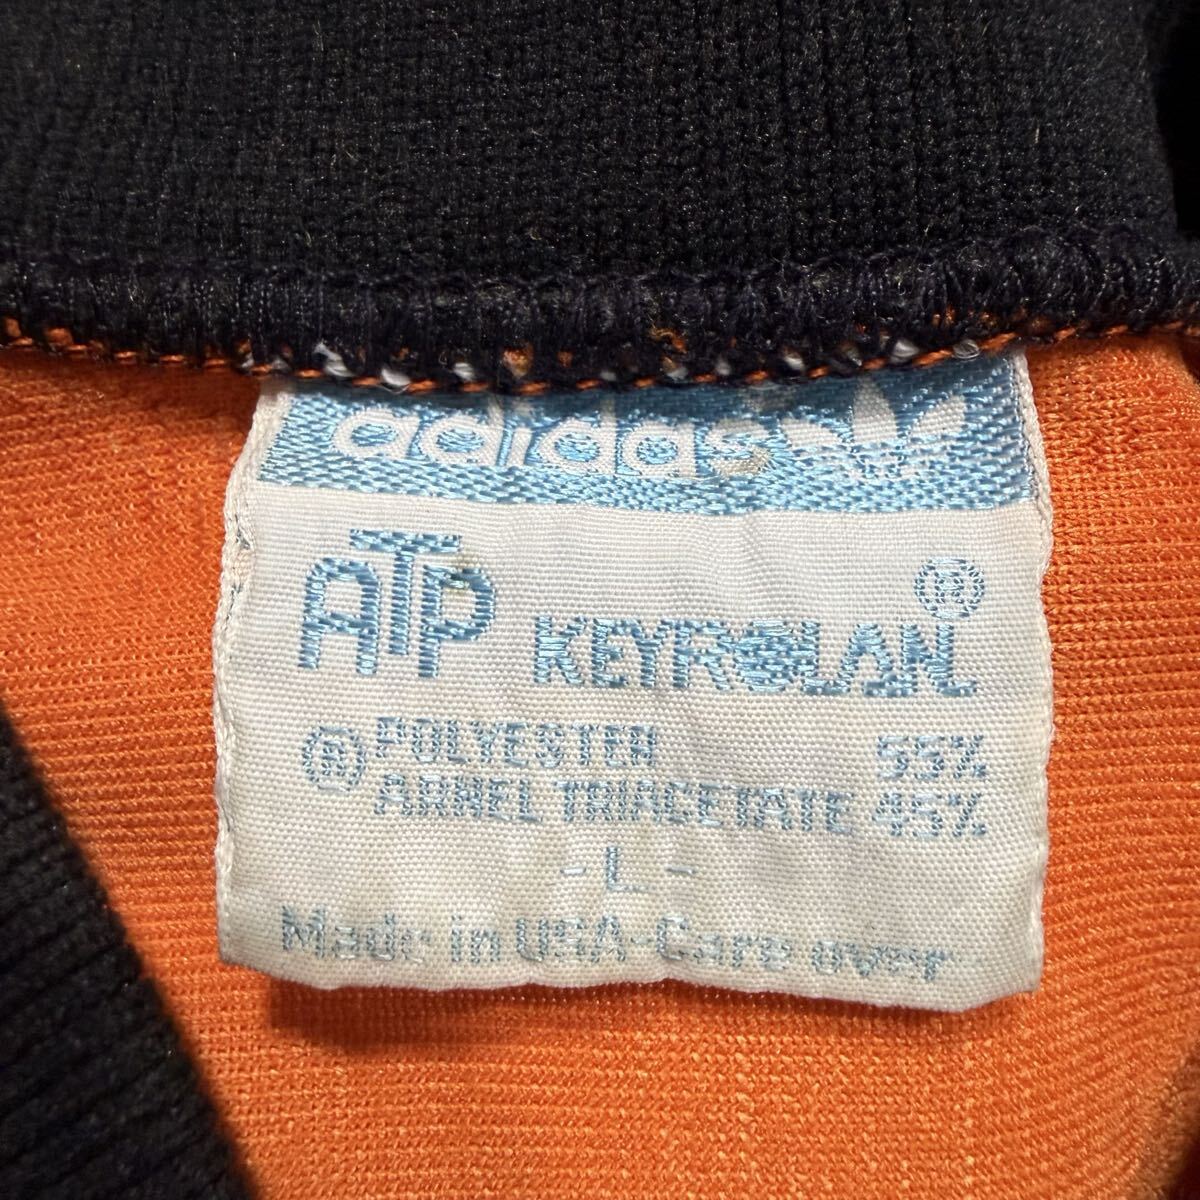 adidas
ATP KEYROLAN ®
® POLYESTER 55%
ARNEL TRIACETATE 45%
- L -
Made in USA-Care over